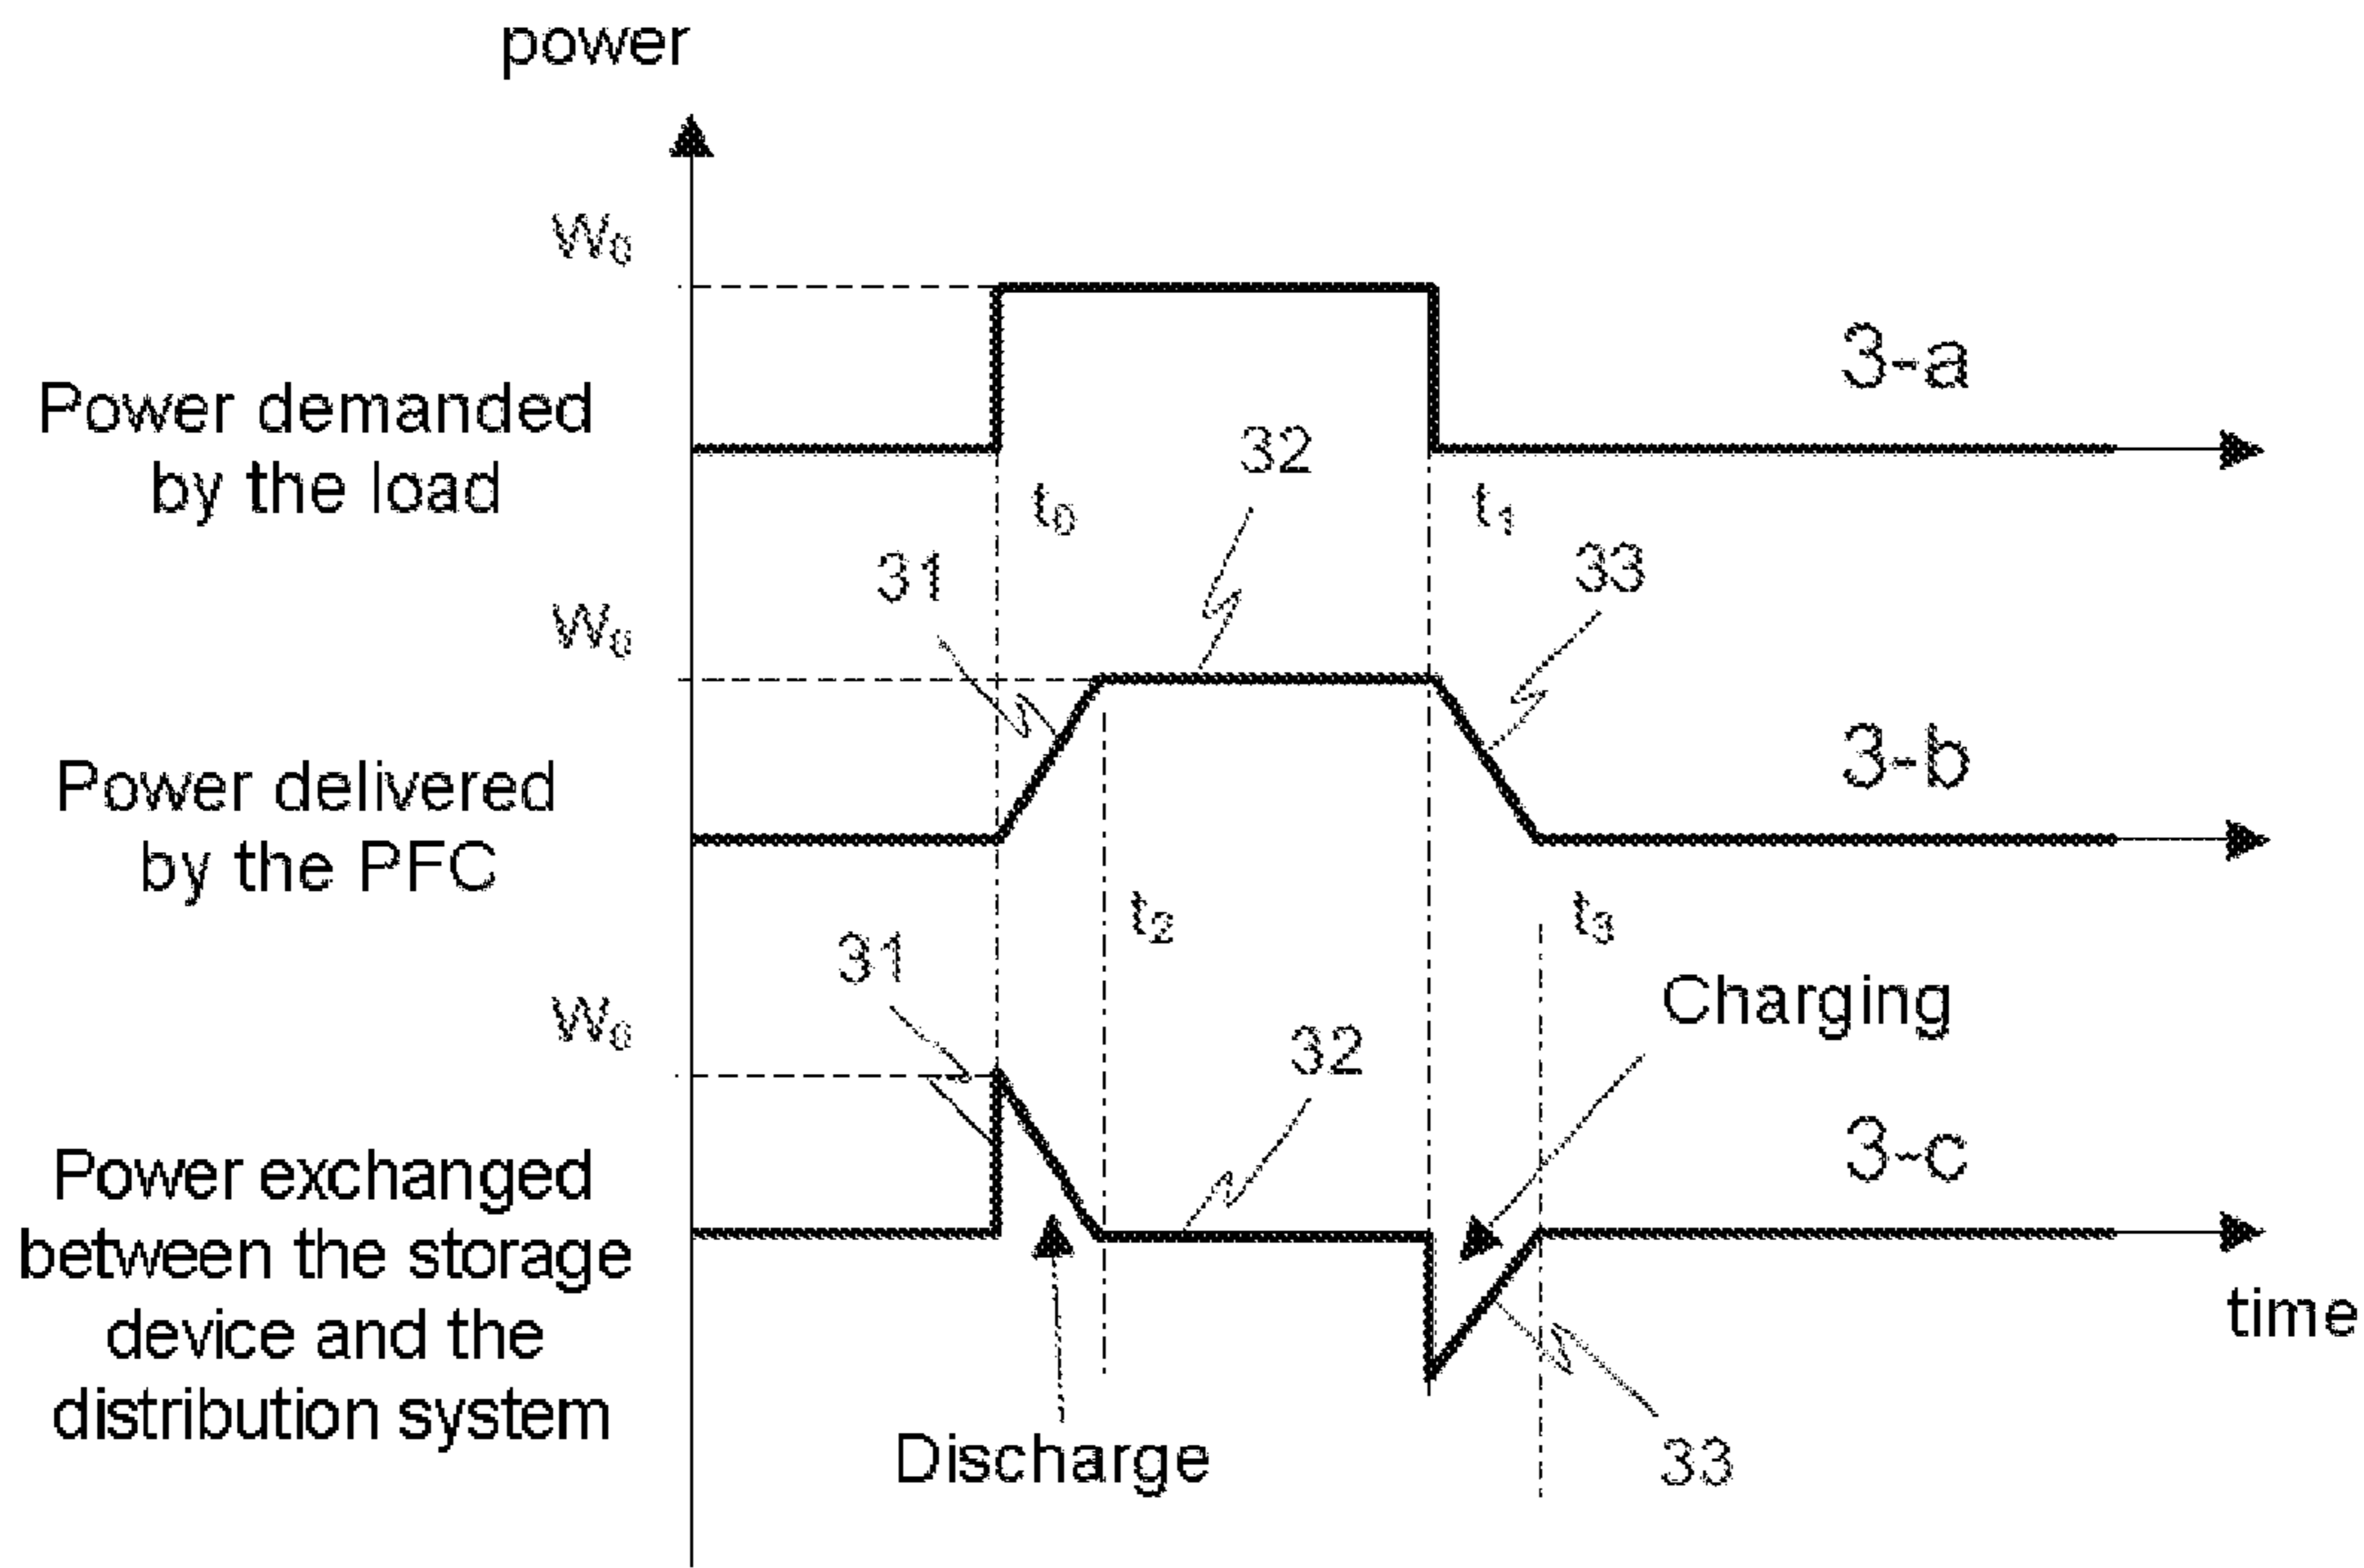 power
W₀
3-a
Power demanded
by the load
32
t₀
t₁
31
33
W₀
3-b
Power delivered
by the PFC
t₂
t₃
31
Charging
W₀
32
3-c
Power exchanged
between the storage
device and the
distribution system
time
Discharge
33